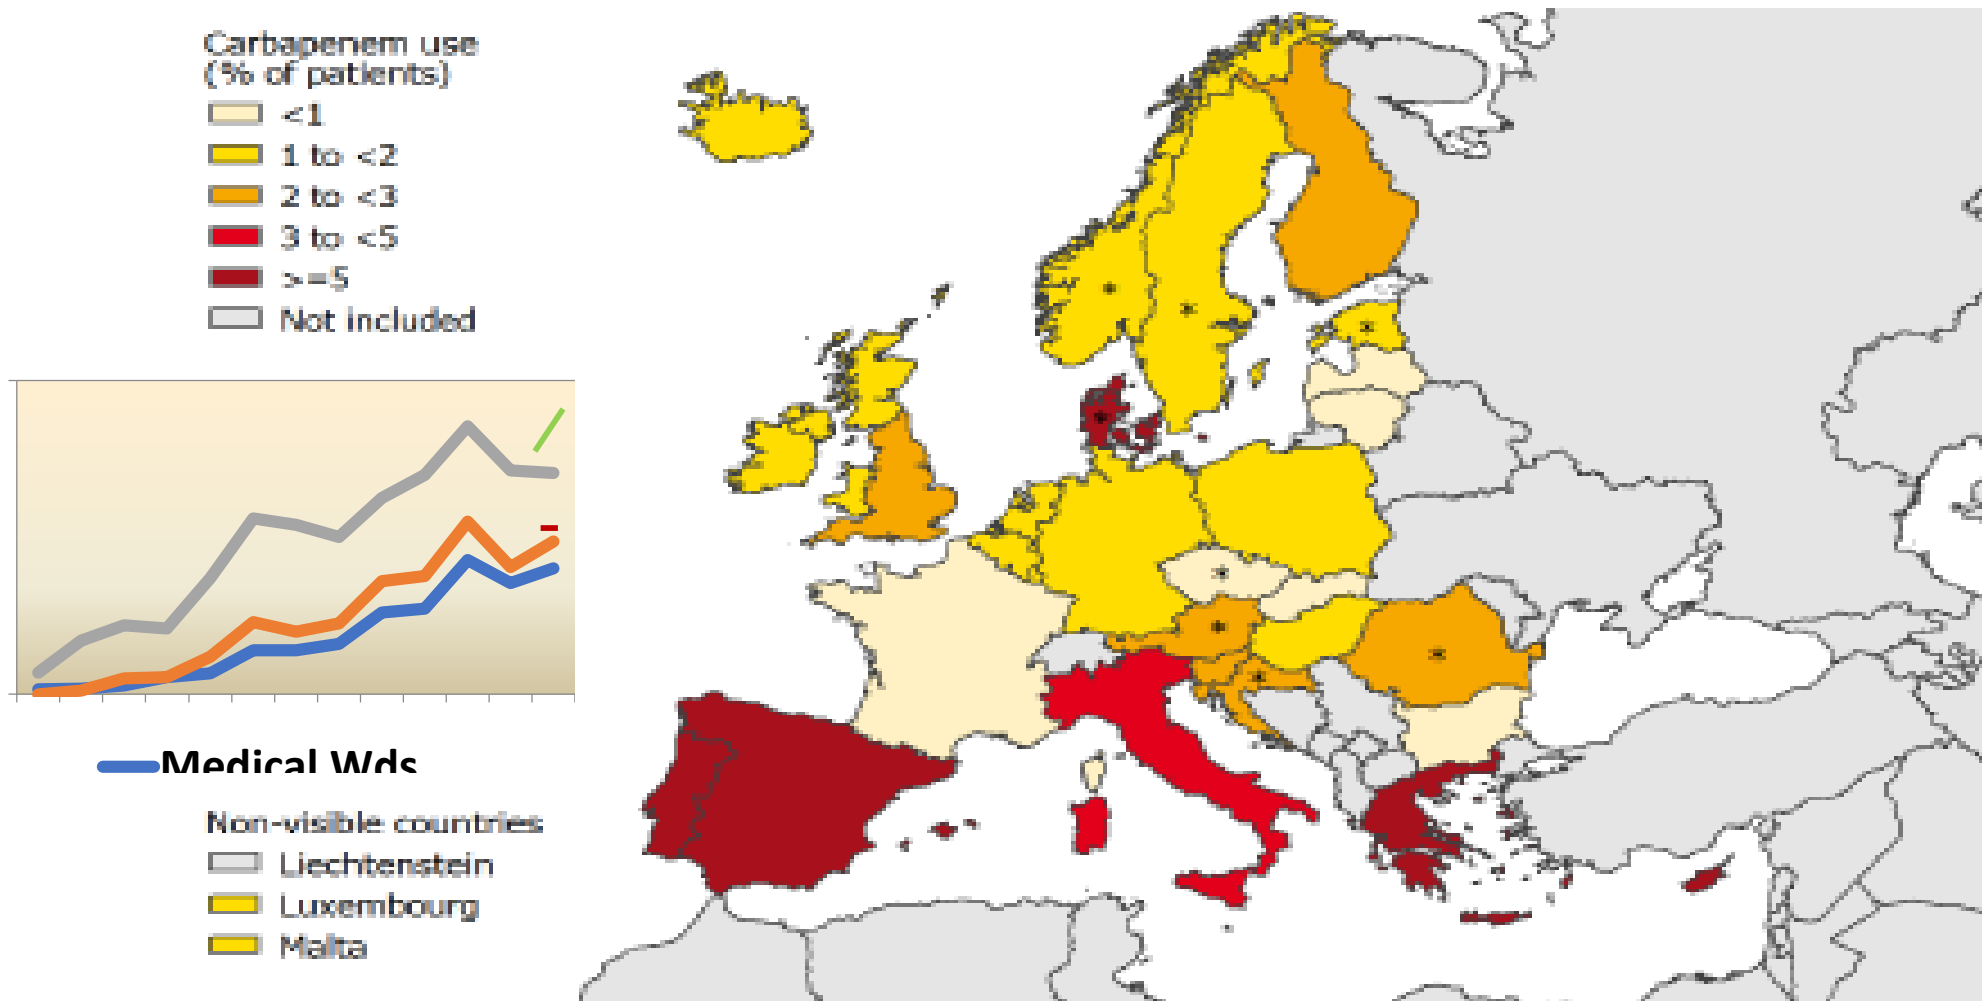 Carbapenem use
(% of patients)
<1
1 to <2
2 to <3
3 to <5
>=5
Not included
Medical Wds
Non-visible countries
Liechtenstein
Luxembourg
Malta